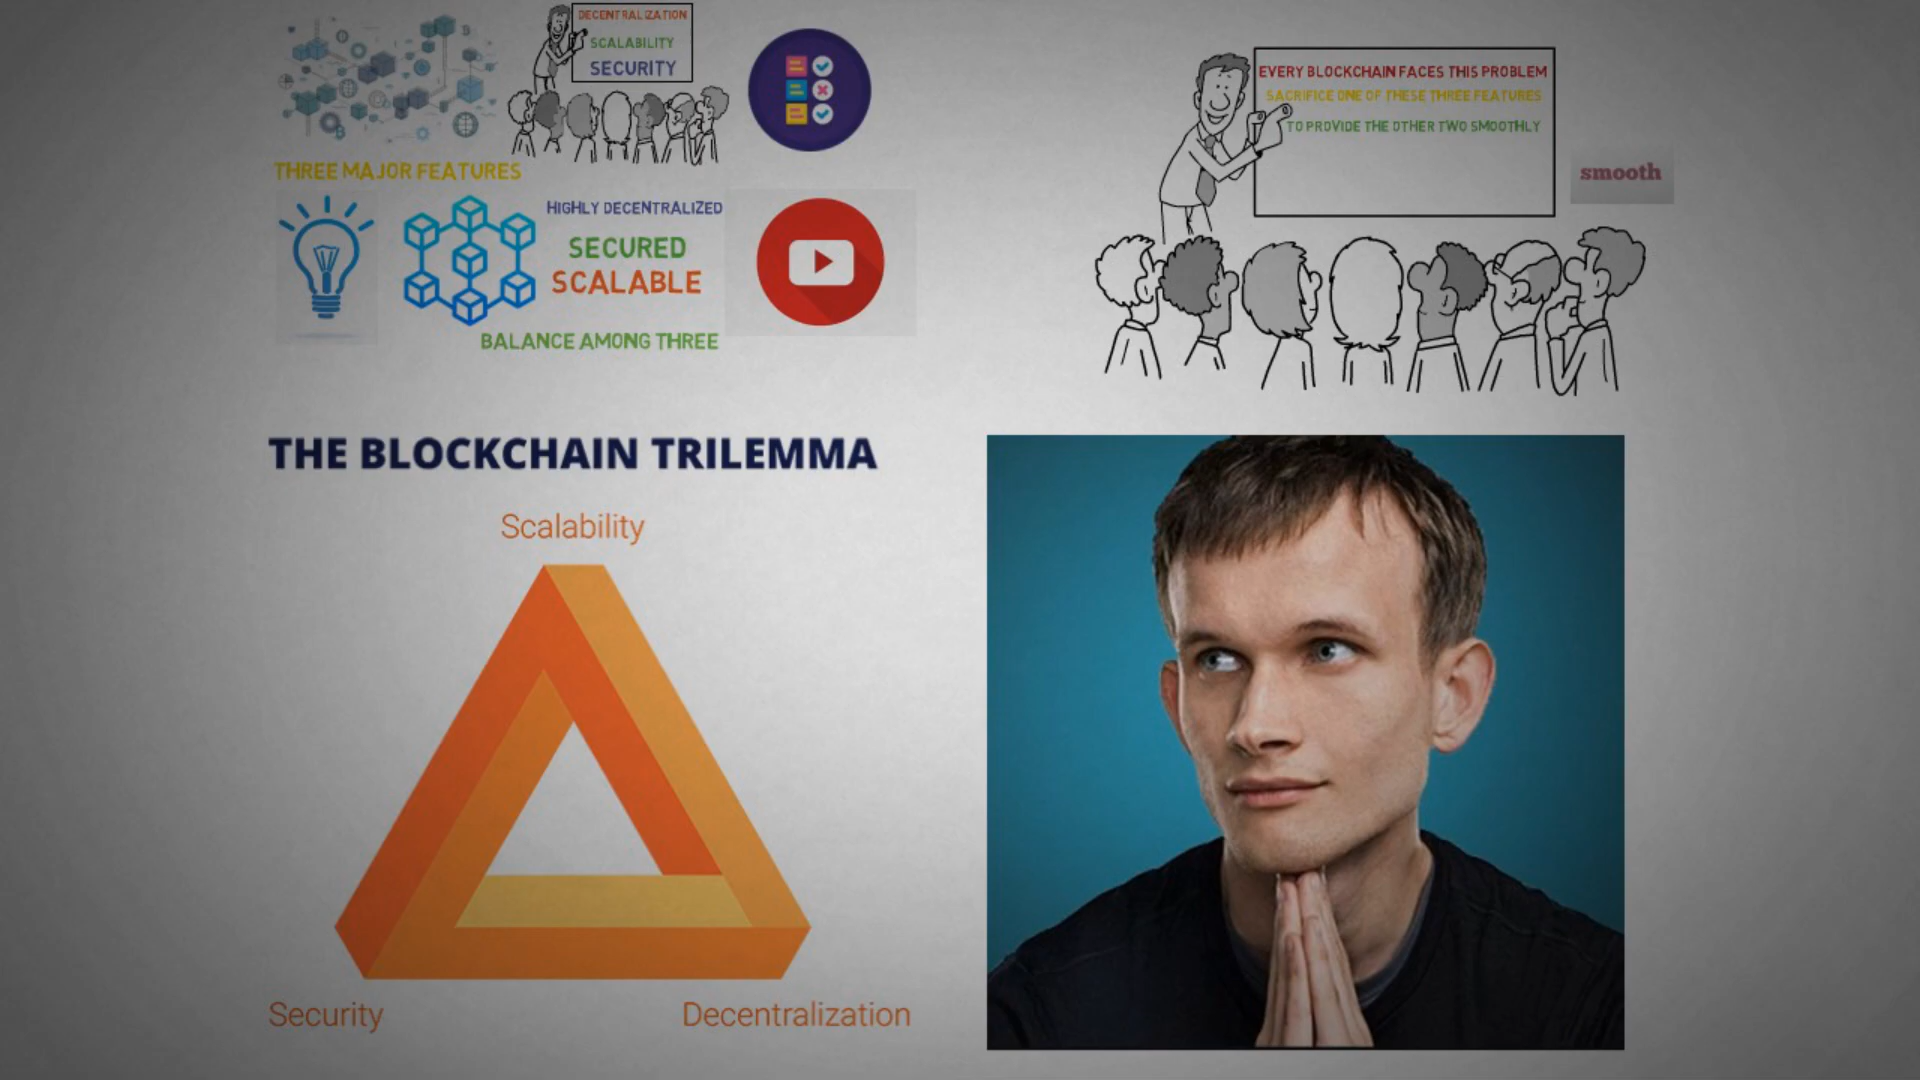 DECENTRALIZATION
SCALABILITY
SECURITY
THREE MAJOR FEATURES
HIGHLY DECENTRALIZED
SECURED
SCALABLE
BALANCE AMONG THREE
EVERY BLOCKCHAIN FACES THIS PROBLEM
SACRIFICE ONE OF THESE THREE FEATURES
TO PROVIDE THE OTHER TWO SMOOTHLY
smooth
THE BLOCKCHAIN TRILEMMA
Scalability
Security
Decentralization